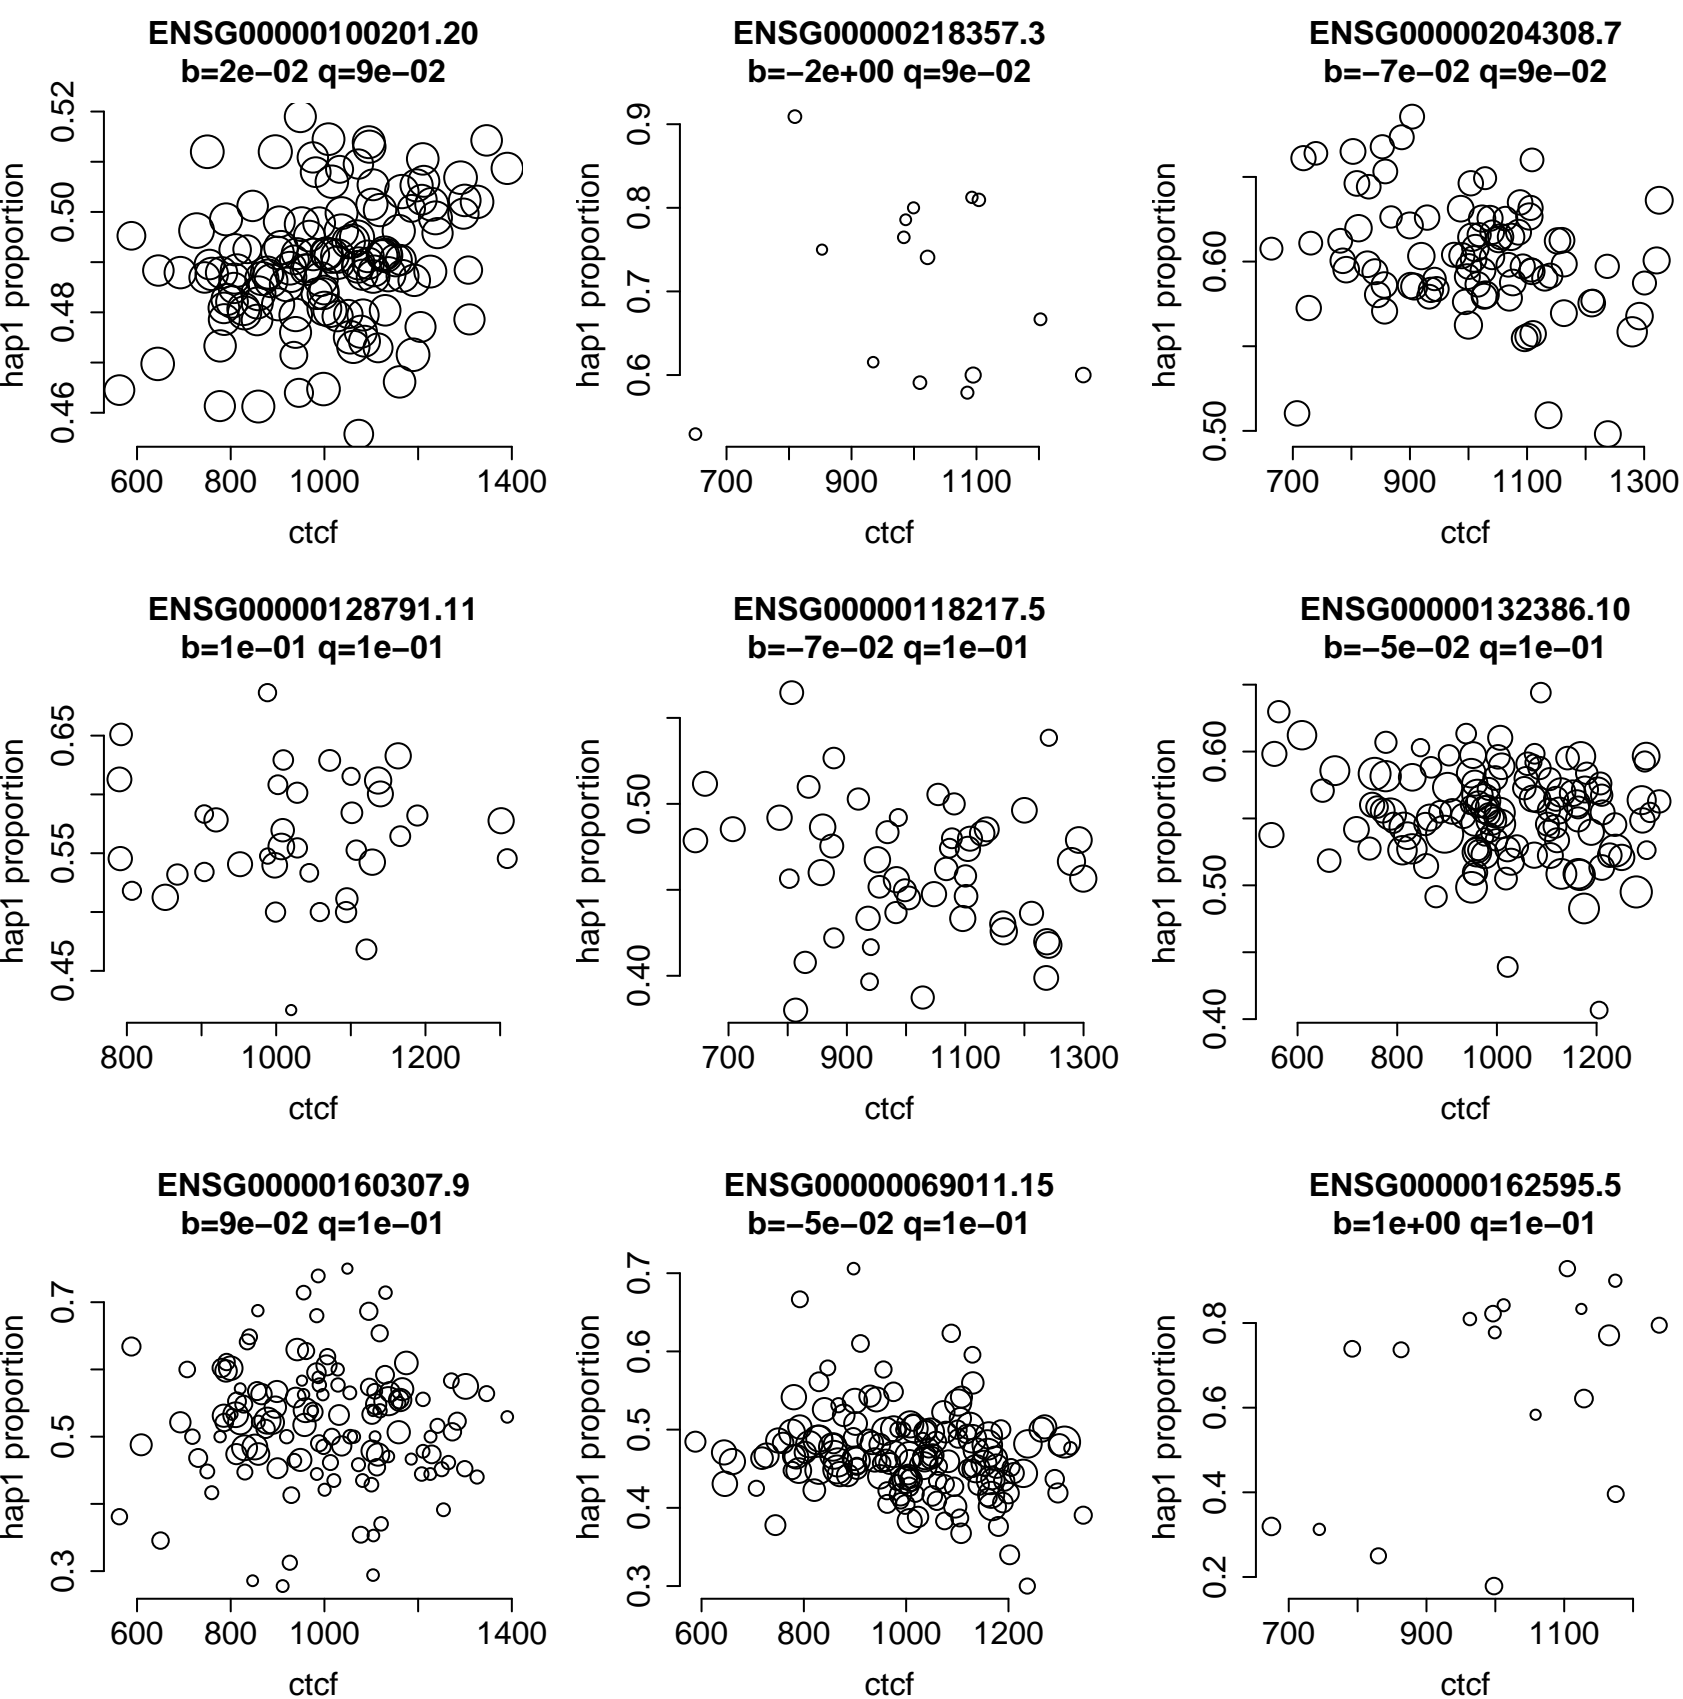 ENSG00000100201.20
b=2e−02 q=9e−02
hap1 proportion
0.46 0.48 0.50 0.52
600 800 1000 1400
ctcf
ENSG00000218357.3
b=−2e+00 q=9e−02
hap1 proportion
0.6 0.7 0.8 0.9
700 900 1100
ctcf
ENSG00000204308.7
b=−7e−02 q=9e−02
hap1 proportion
0.50 0.60
700 900 1100 1300
ctcf
ENSG00000128791.11
b=1e−01 q=1e−01
hap1 proportion
0.45 0.55 0.65
800 1000 1200
ctcf
ENSG00000118217.5
b=−7e−02 q=1e−01
hap1 proportion
0.40 0.50
700 900 1100 1300
ctcf
ENSG00000132386.10
b=−5e−02 q=1e−01
hap1 proportion
0.40 0.50 0.60
600 800 1000 1200
ctcf
ENSG00000160307.9
b=9e−02 q=1e−01
hap1 proportion
0.3 0.5 0.7
600 800 1000 1400
ctcf
ENSG00000069011.15
b=−5e−02 q=1e−01
hap1 proportion
0.3 0.4 0.5 0.6 0.7
600 800 1000 1200
ctcf
ENSG00000162595.5
b=1e+00 q=1e−01
hap1 proportion
0.2 0.4 0.6 0.8
700 900 1100
ctcf